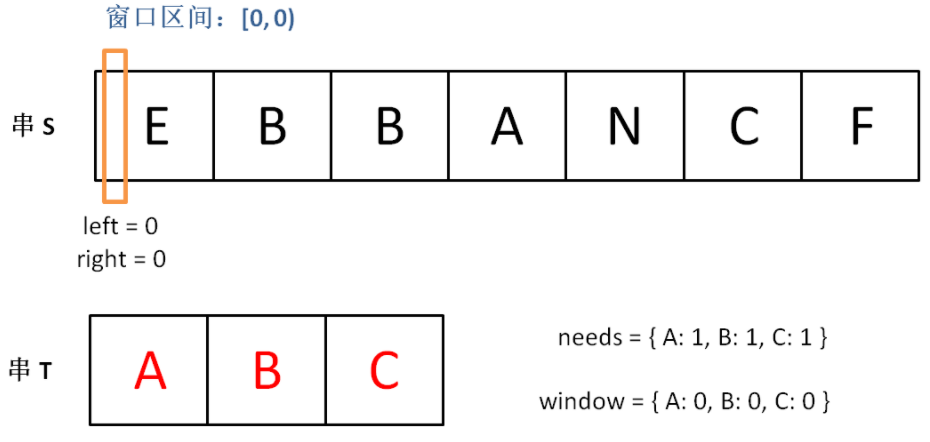 窗口区间：[0, 0)
串 S
E B B A N C F
left = 0
right = 0
串 T
A B C
needs = { A: 1, B: 1, C: 1 }
window = { A: 0, B: 0, C: 0 }